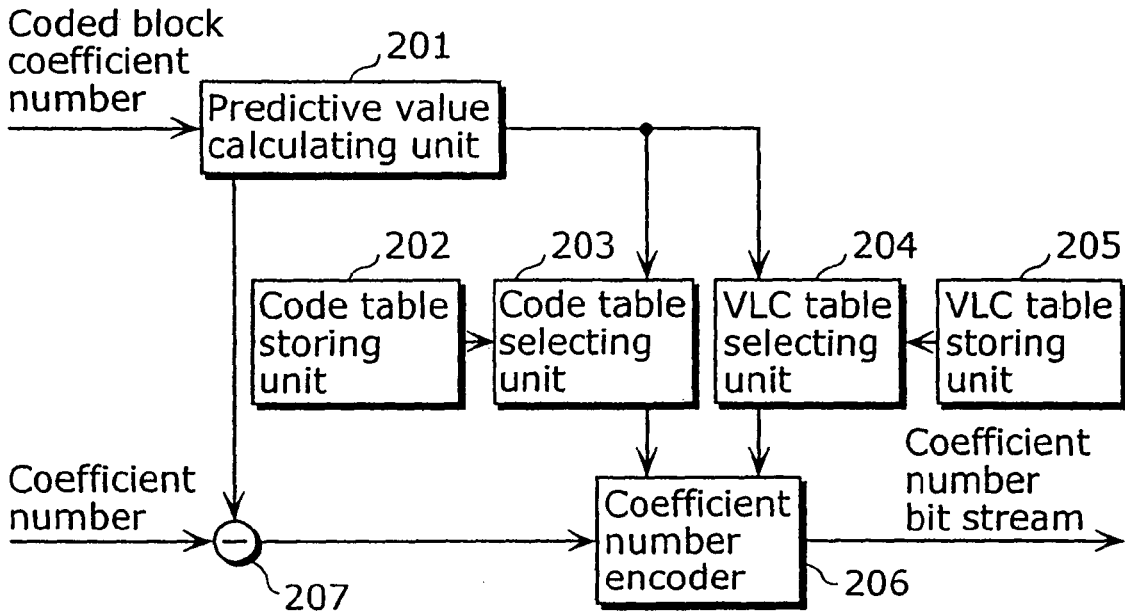 Coded block
coefficient
number
201
Predictive value
calculating unit
202
203
204
205
Code table
storing
unit
Code table
selecting
unit
VLC table
selecting
unit
VLC table
storing
unit
Coefficient
number
207
Coefficient
number
encoder
206
Coefficient
number
bit stream